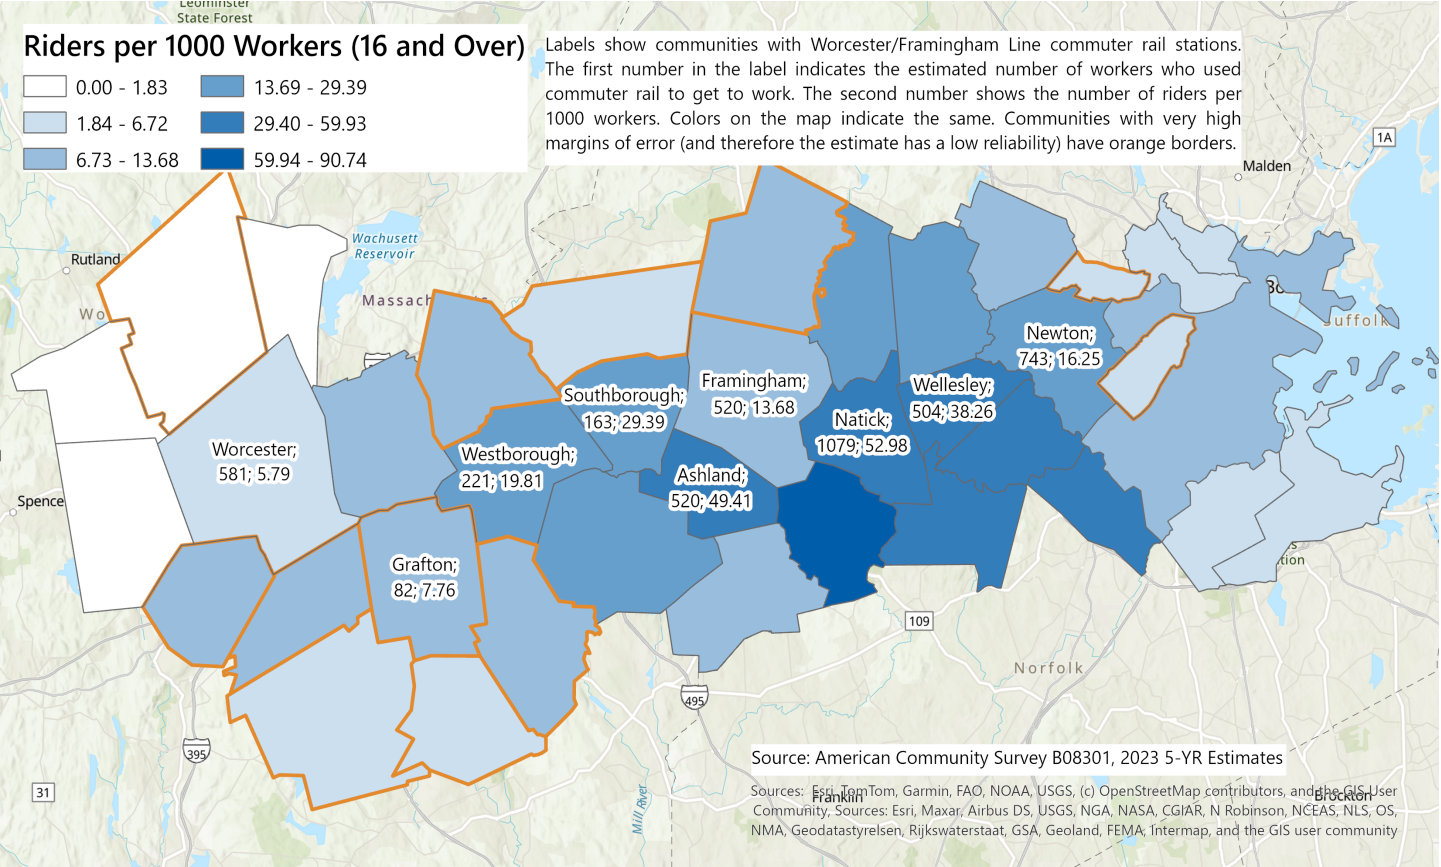 Leominster
State Forest
Riders per 1000 Workers (16 and Over)
0.00 - 1.83
1.84 - 6.72
6.73 - 13.68
13.69 - 29.39
29.40 - 59.93
59.94 - 90.74
Labels show communities with Worcester/Framingham Line commuter rail stations.
The first number in the label indicates the estimated number of workers who used
commuter rail to get to work. The second number shows the number of riders per
1000 workers. Colors on the map indicate the same. Communities with very high
margins of error (and therefore the estimate has a low reliability) have orange borders.
1A
Malden
Rutland
Wachusett
Reservoir
Massach
Wo
Bo
Suffolk
Newton;
743; 16.25
Southborough;
163; 29.39
Framingham;
520; 13.68
Wellesley;
504; 38.26
Natick;
1079; 52.98
Worcester;
581; 5.79
Westborough;
221; 19.81
Ashland;
520; 49.41
Spence
Grafton;
82; 7.76
109
Norfolk
495
395
31
Mill River
Source: American Community Survey B08301, 2023 5-YR Estimates
Franklin
Brockton
Sources: Esri, TomTom, Garmin, FAO, NOAA, USGS, (c) OpenStreetMap contributors, and the GIS User
Community, Sources: Esri, Maxar, Airbus DS, USGS, NGA, NASA, CGIAR, N Robinson, NCEAS, NLS, OS,
NMA, Geodatastyrelsen, Rijkswaterstaat, GSA, Geoland, FEMA, Intermap, and the GIS user community